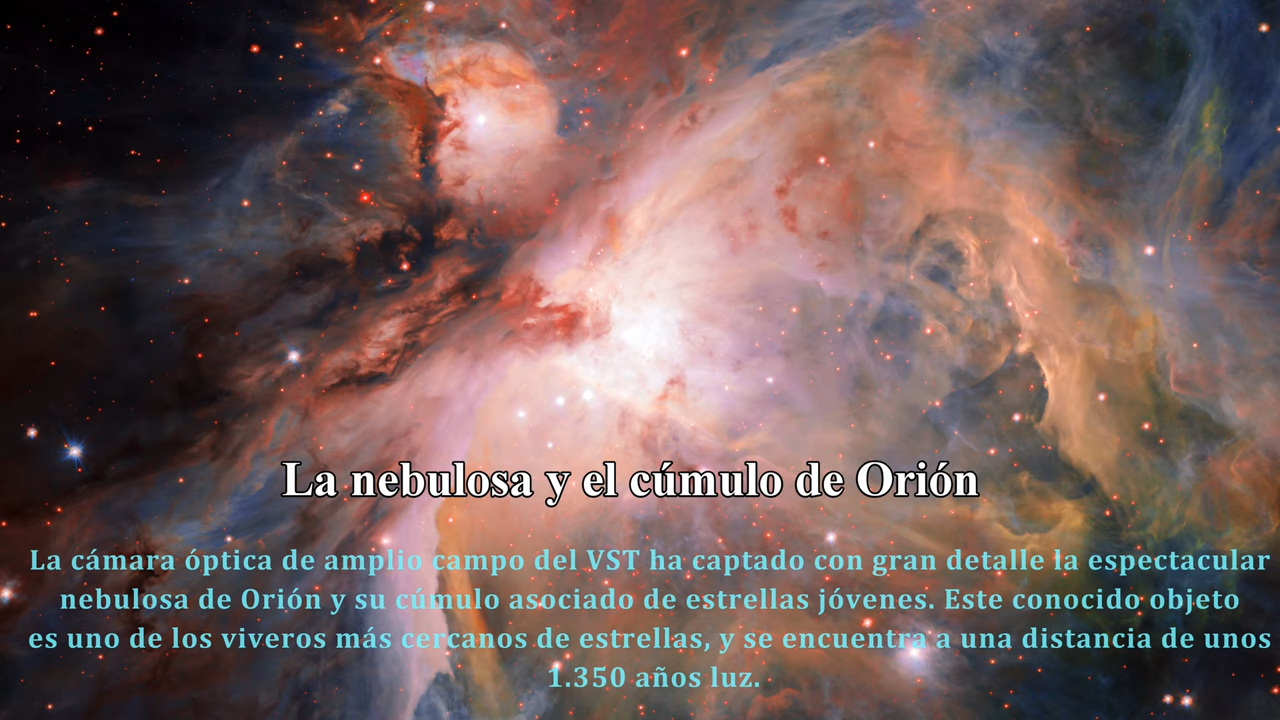 La nebulosa y el cúmulo de Orión
La cámara óptica de amplio campo del VST ha captado con gran detalle la espectacular
nebulosa de Orión y su cúmulo asociado de estrellas jóvenes. Este conocido objeto
es uno de los viveros más cercanos de estrellas, y se encuentra a una distancia de unos
1.350 años luz.